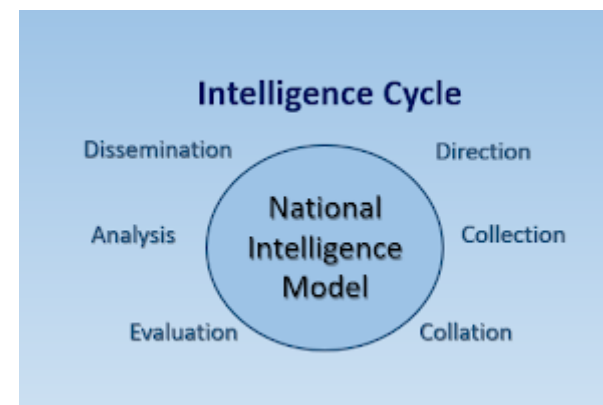 Intelligence Cycle
Dissemination
Direction
Analysis
National
Intelligence
Model
Collection
Evaluation
Collation